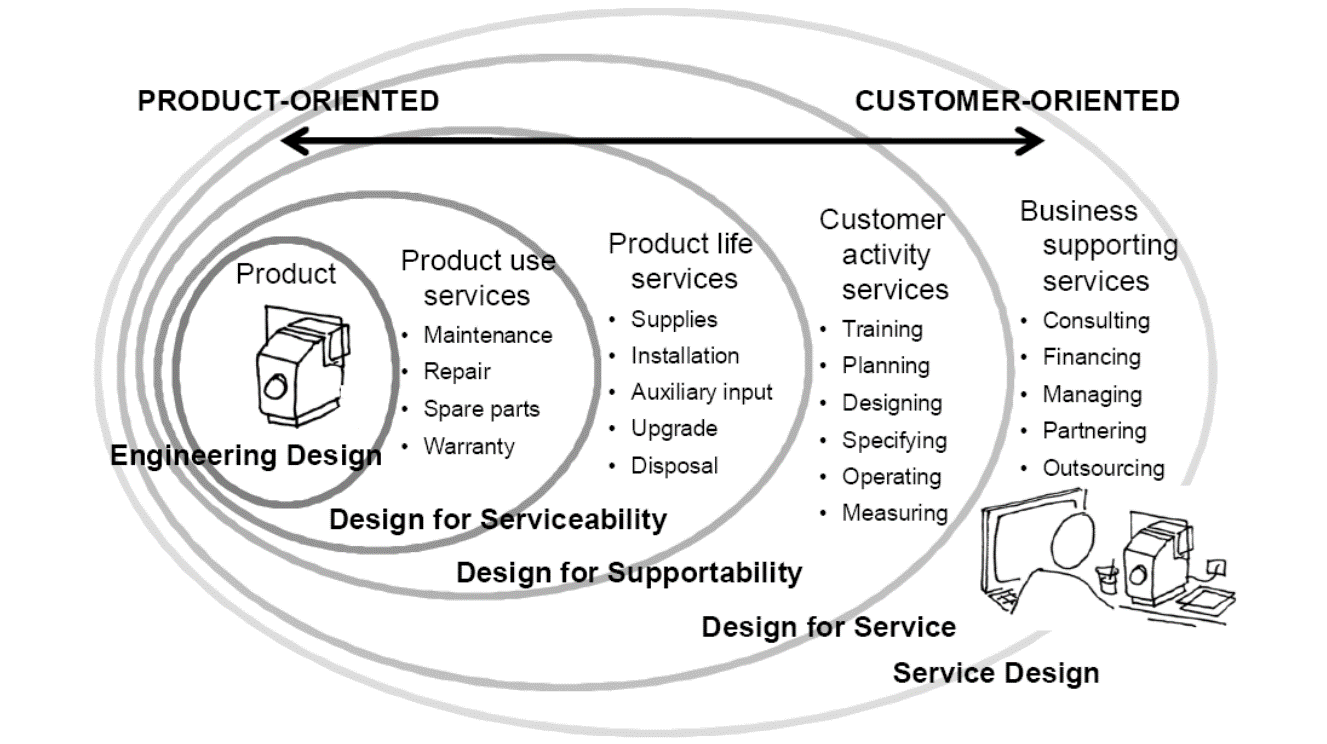 PRODUCT-ORIENTED
CUSTOMER-ORIENTED
Product
Engineering Design
Product use
services
• Maintenance
• Repair
• Spare parts
• Warranty
Design for Serviceability
Product life
services
• Supplies
• Installation
• Auxiliary input
• Upgrade
• Disposal
Design for Supportability
Customer
activity
services
• Training
• Planning
• Designing
• Specifying
• Operating
• Measuring
Design for Service
Business
supporting
services
• Consulting
• Financing
• Managing
• Partnering
• Outsourcing
Service Design